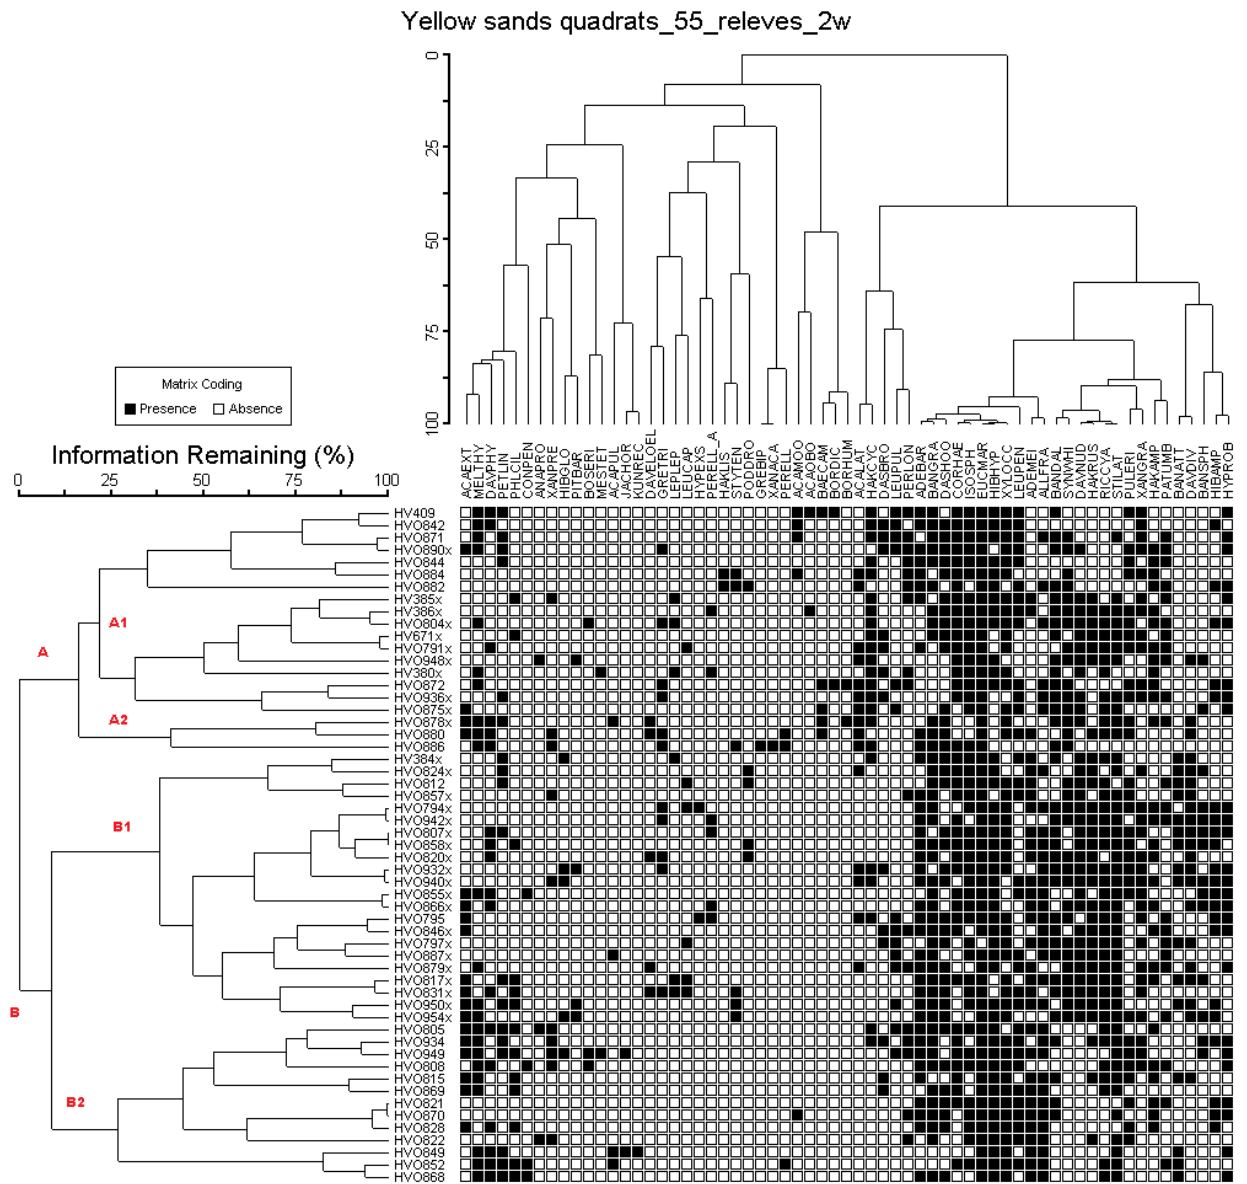 Yellow sands quadrats_55_releves_2w
0
25
50
75
100
Matrix Coding
Presence Absence
Information Remaining (%)
0 25 50 75 100
ACAEXT
MELTHY
DAVPHY
PETLIN
PHLCIL
CONPEN
ANAPRO
XANPRE
HIBGLO
PITBAR
BOSERI
MESTET
ACAPUL
JACHOR
KUNREC
DAVELOEL
GRETRI
LEPLEP
LEUCAP
HYPEXS
PERELL_A
HAKLIS
STYTEN
PODDRO
GREBIP
XANACA
PERELL
ACAMPO
ACAOBO
BAECAM
BORDIC
BORHUM
ACALAT
HAKCYC
DASBRO
LEUPUL
PERLON
ADEBAR
BANGRA
DASHOO
CORHAE
ISOSPH
EUCMAR
HIBHYP
XYLOCC
LEUPEN
ADEMEI
ALLFRA
BANDAL
SYNWHI
DAVNUD
HAKRUS
RICCYA
STILAT
PULERI
XANGRA
HAKAMP
PATUMB
BANATT
DAVDIV
BANSPH
HIBAMP
HYPROB
HV409
HVO842
HVO871
HVO890x
HVO844
HVO884
HVO882
HV385x
HV386x
HVO804x
HV671x
HVO791x
HVO948x
HV380x
HVO872
HVO936x
HVO875x
HVO878x
HVO880
HVO886
HV384x
HVO824x
HVO812
HVO857x
HVO794x
HVO942x
HVO807x
HVO858x
HVO820x
HVO932x
HVO940x
HVO855x
HVO866x
HVO795
HVO846x
HVO797x
HVO887x
HVO879x
HVO817x
HVO831x
HVO950x
HVO954x
HVO805
HVO934
HVO949
HVO808
HVO815
HVO869
HVO821
HVO870
HVO828
HVO822
HVO849
HVO852
HVO868
A1
A
A2
B1
B
B2